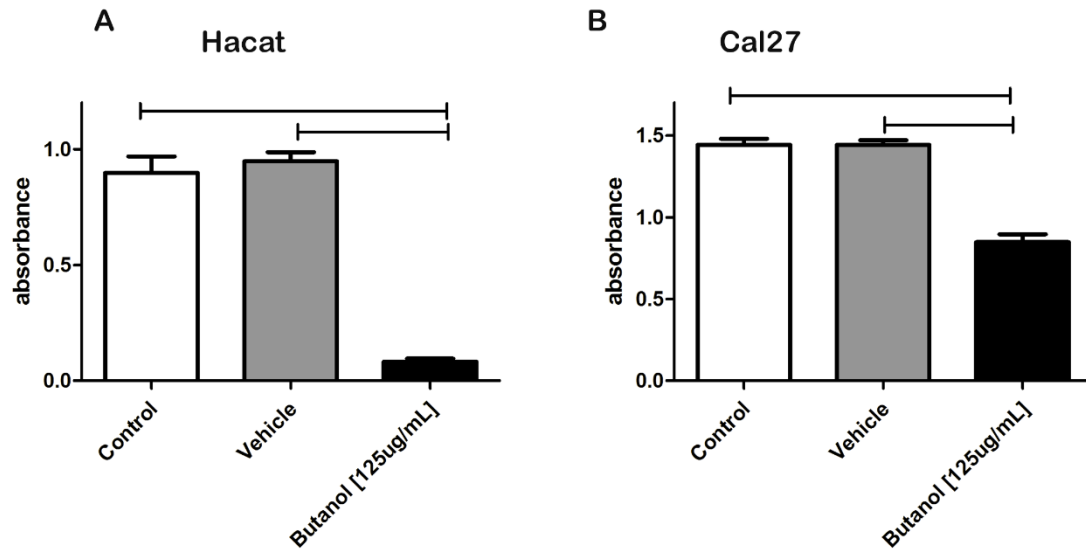 A
Hacat
absorbance
1.0
0.5
0.0
Control
Vehicle
Butanol [125ug/mL]
B
Cal27
absorbance
1.5
1.0
0.5
0.0
Control
Vehicle
Butanol [125ug/mL]